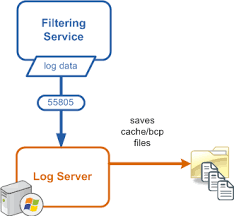 Filtering
Service
log data
55805
saves
cache/bcp
files
Log Server